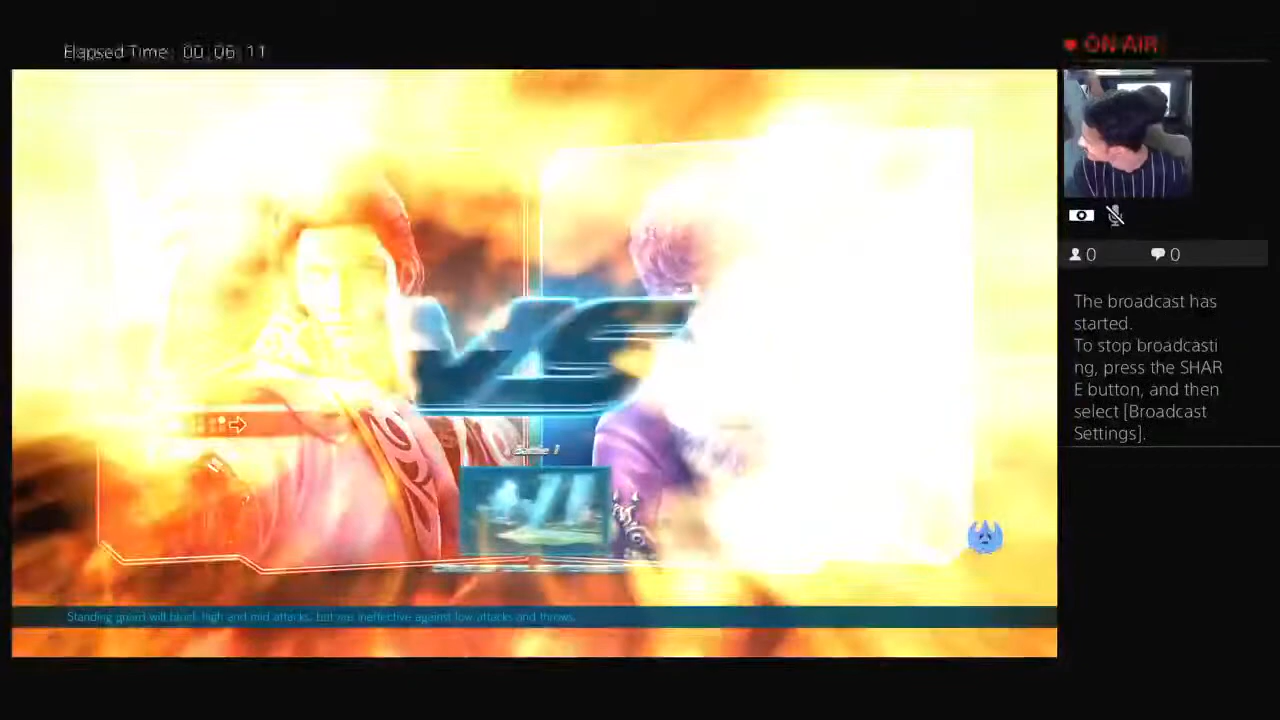 Elapsed Time: 00 06 11
ON AIR
VS
0
0
The broadcast has
started.
To stop broadcasti
ng, press the SHAR
E button, and then
select [Broadcast
Settings].
Standing guard will block high and mid attacks, but are ineffective against low attacks and throws.